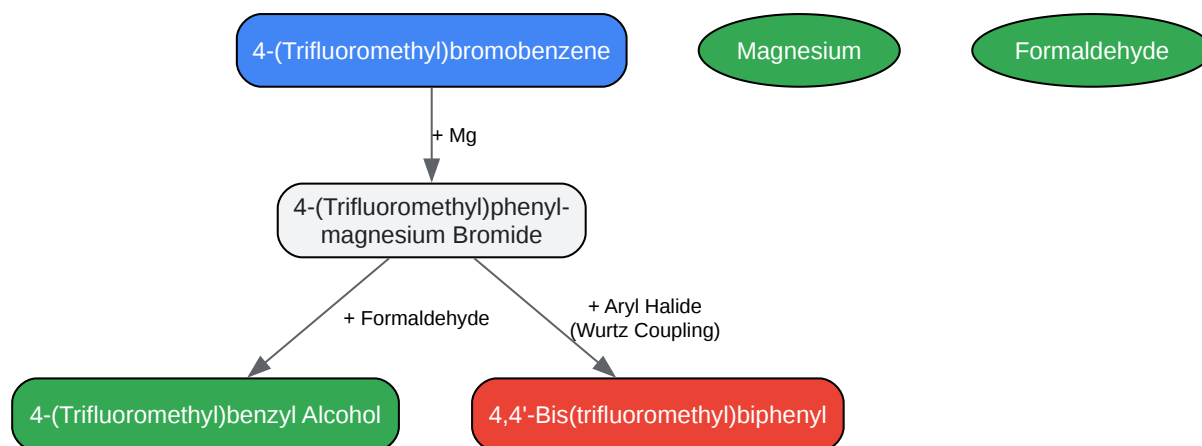 4-(Trifluoromethyl)bromobenzene
Magnesium
Formaldehyde
+ Mg
4-(Trifluoromethyl)phenyl-
magnesium Bromide
+ Formaldehyde
+ Aryl Halide
(Wurtz Coupling)
4-(Trifluoromethyl)benzyl Alcohol
4,4'-Bis(trifluoromethyl)biphenyl